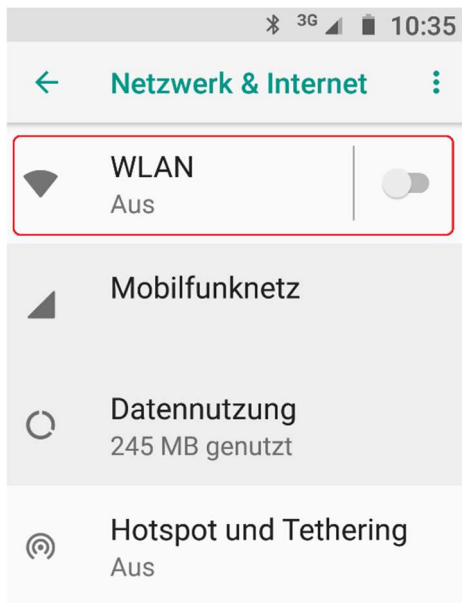 3G 10:35
Netzwerk & Internet
WLAN
Aus
Mobilfunknetz
Datennutzung
245 MB genutzt
Hotspot und Tethering
Aus